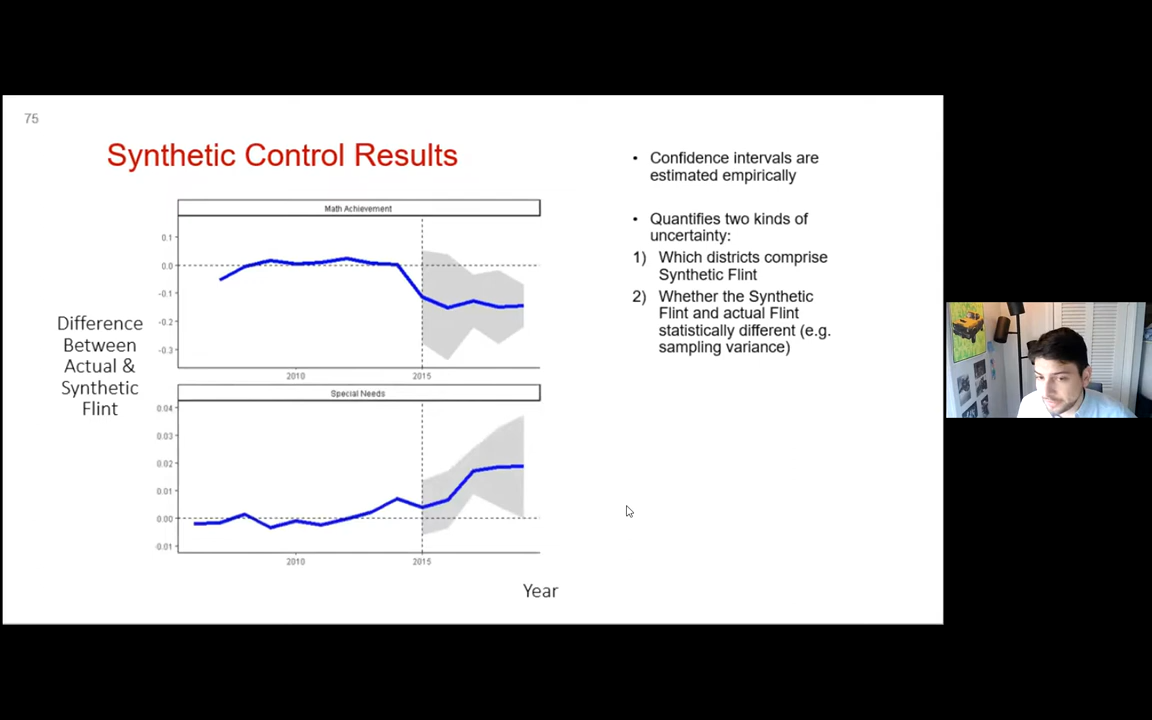 75
Synthetic Control Results
Difference
Between
Actual &
Synthetic
Flint
Math Achievement
0.1
0.0
-0.1
-0.2
-0.3
2010 2015
Special Needs
0.04
0.03
0.02
0.01
0.00
-0.01
2010 2015
Year
• Confidence intervals are
estimated empirically
• Quantifies two kinds of
uncertainty:
1) Which districts comprise
Synthetic Flint
2) Whether the Synthetic
Flint and actual Flint
statistically different (e.g.
sampling variance)